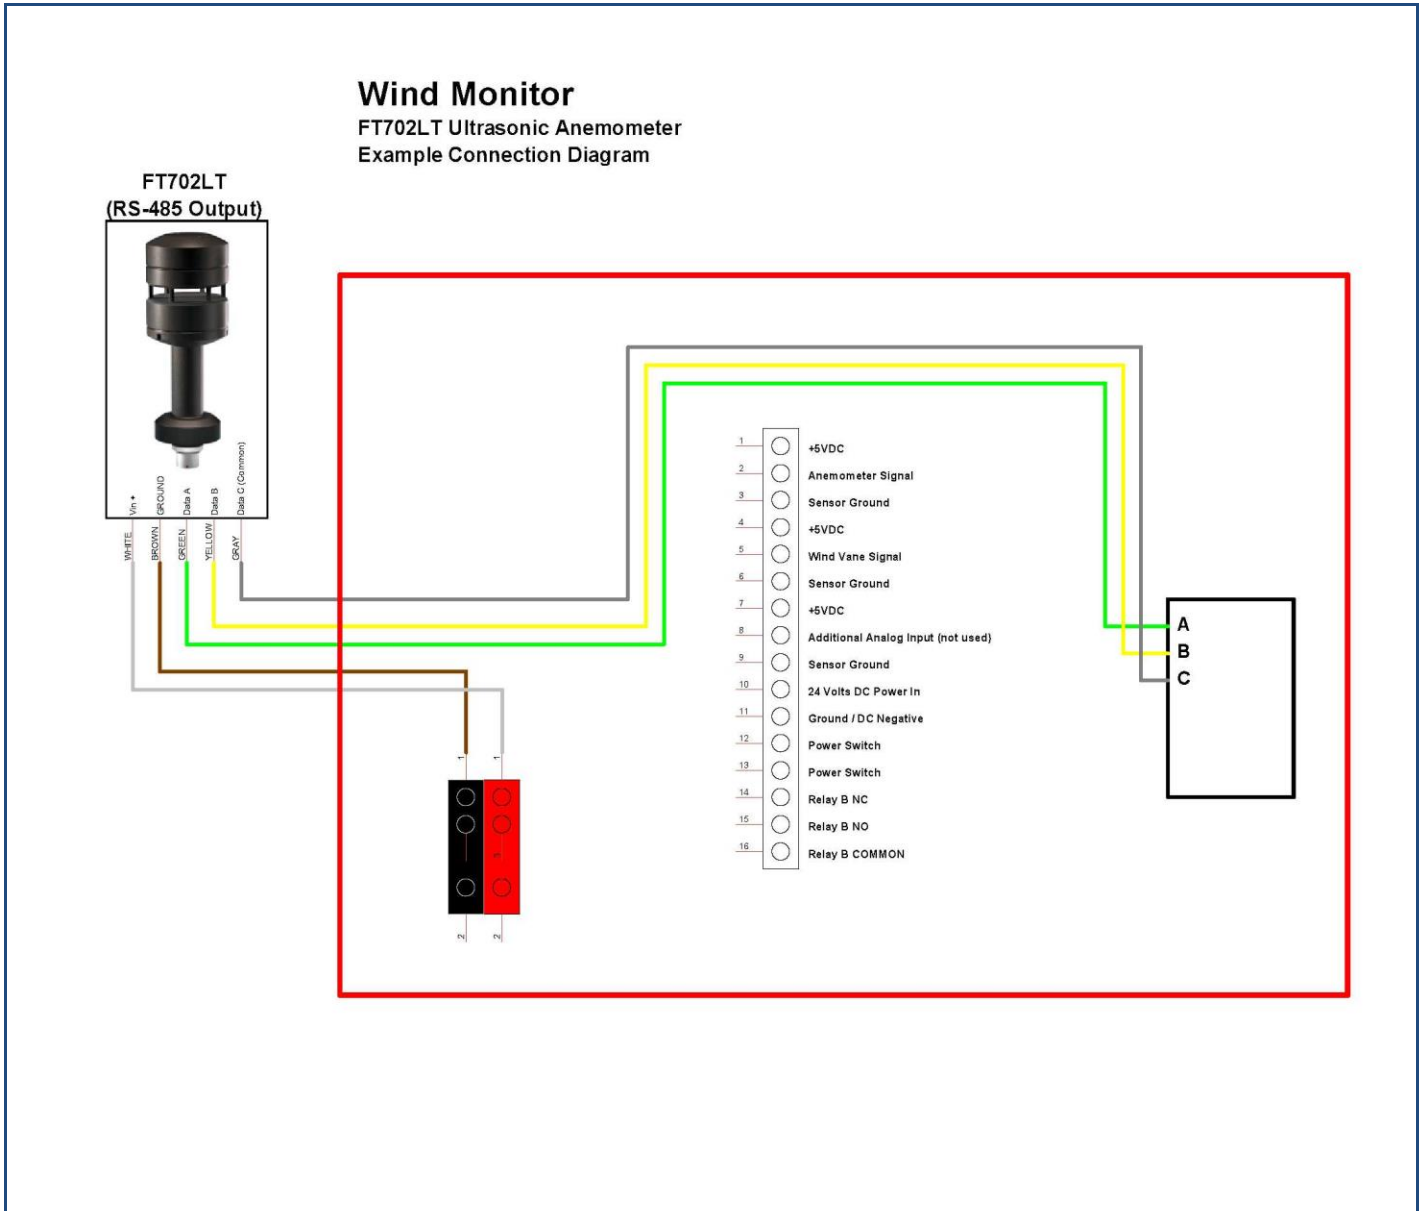 Wind Monitor
FT702LT Ultrasonic Anemometer
Example Connection Diagram
FT702LT
(RS-485 Output)
Vin +
GROUND
Data A
Data B
Data C (Common)
WHITE
BROWN
GREEN
YELLOW
GRAY
1 +5VDC
2 Anemometer Signal
3 Sensor Ground
4 +5VDC
5 Wind Vane Signal
6 Sensor Ground
7 +5VDC
8 Additional Analog Input (not used)
9 Sensor Ground
10 24 Volts DC Power In
11 Ground / DC Negative
12 Power Switch
13 Power Switch
14 Relay B NC
15 Relay B NO
16 Relay B COMMON
A
B
C
1
1
3
2
2